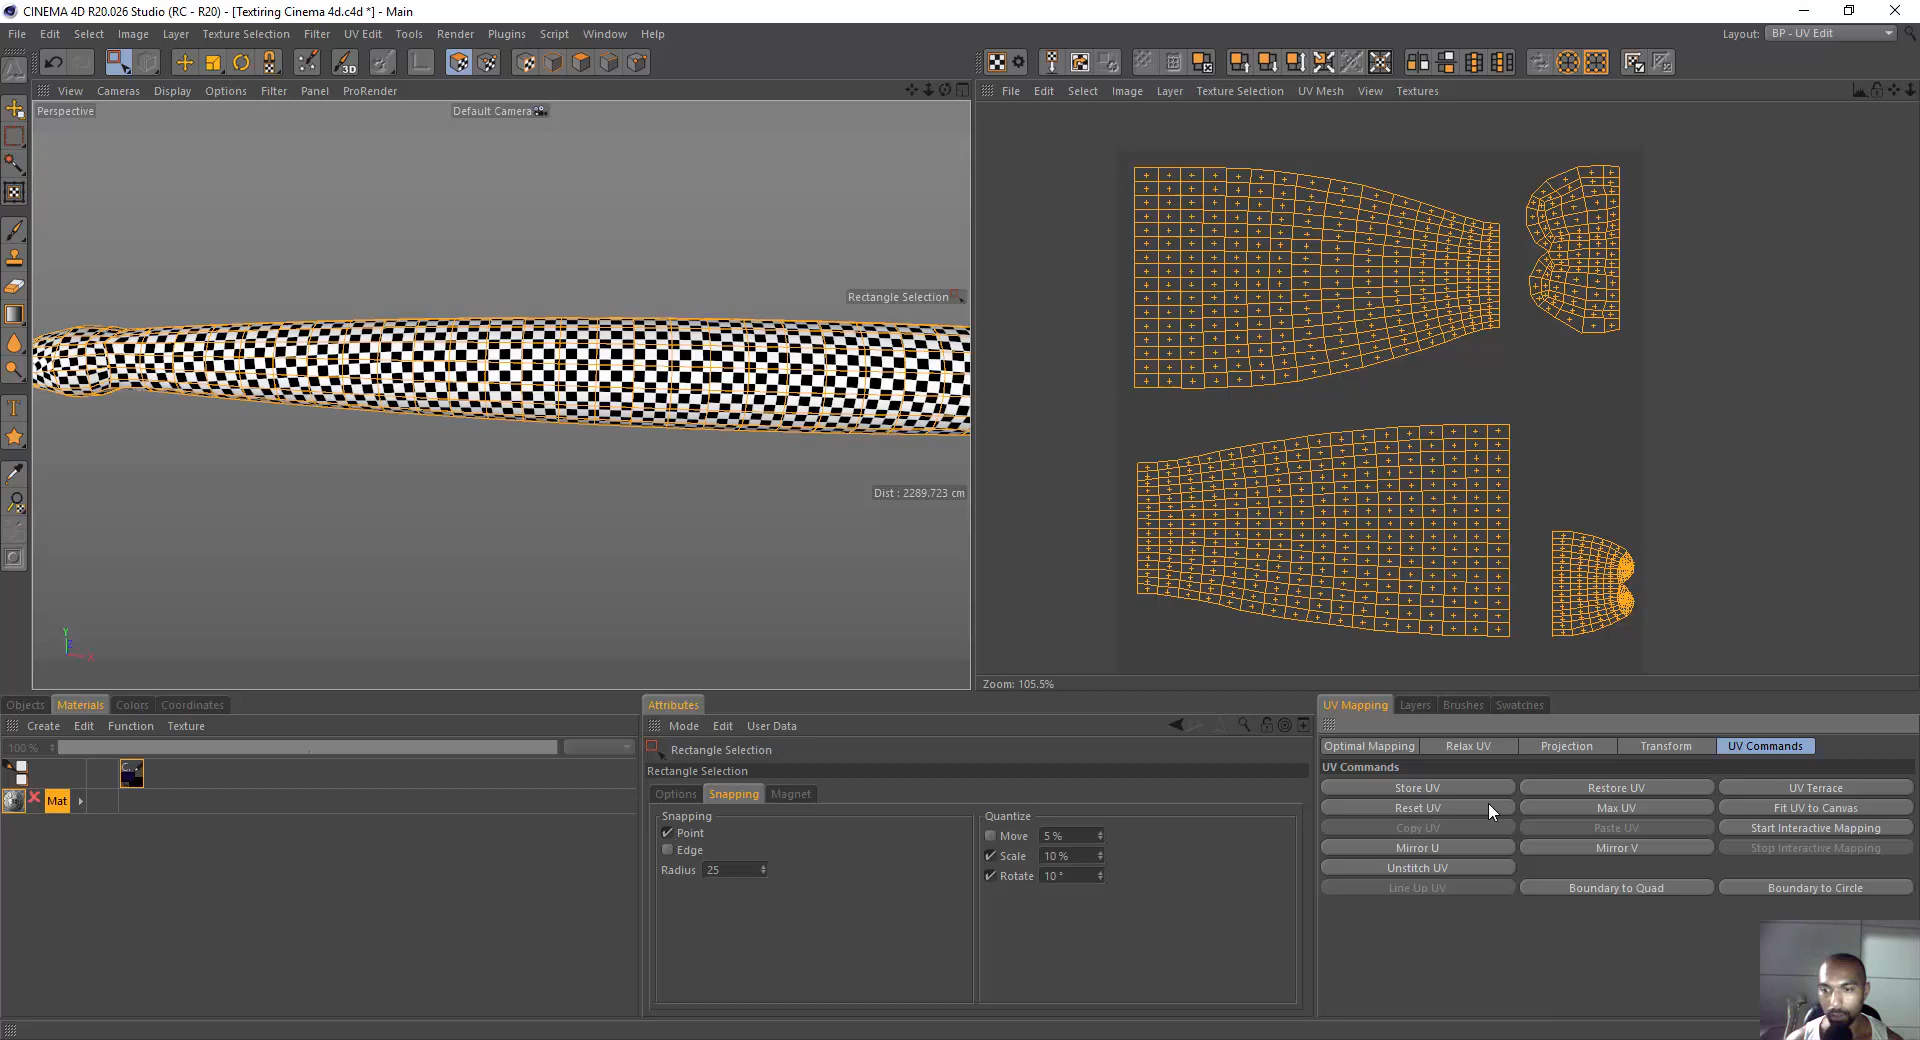 CINEMA 4D R20.026 Studio (RC - R20) - [Textiring Cinema 4d.c4d *] - Main
File Edit Select Image Layer Texture Selection Filter UV Edit Tools Render Plugins Script Window Help
Layout: BP - UV Edit
3D
View Cameras Display Options Filter Panel ProRender
File Edit Select Image Layer Texture Selection UV Mesh View Textures
Perspective
Default Camera
Rectangle Selection
Dist : 2289.723 cm
Y
X
Zoom: 105.5%
Objects Materials Colors Coordinates
Create Edit Function Texture
100 %
Mat
Attributes
Mode Edit User Data
Rectangle Selection
Rectangle Selection
Options Snapping Magnet
Snapping
Point
Edge
Radius 25
Quantize
Move 5 %
Scale 10 %
Rotate 10 °
UV Mapping Layers Brushes Swatches
Optimal Mapping Relax UV Projection Transform UV Commands
UV Commands
Store UV Restore UV UV Terrace
Reset UV Max UV Fit UV to Canvas
Copy UV Paste UV Start Interactive Mapping
Mirror U Mirror V Stop Interactive Mapping
Unstitch UV
Line Up UV Boundary to Quad Boundary to Circle